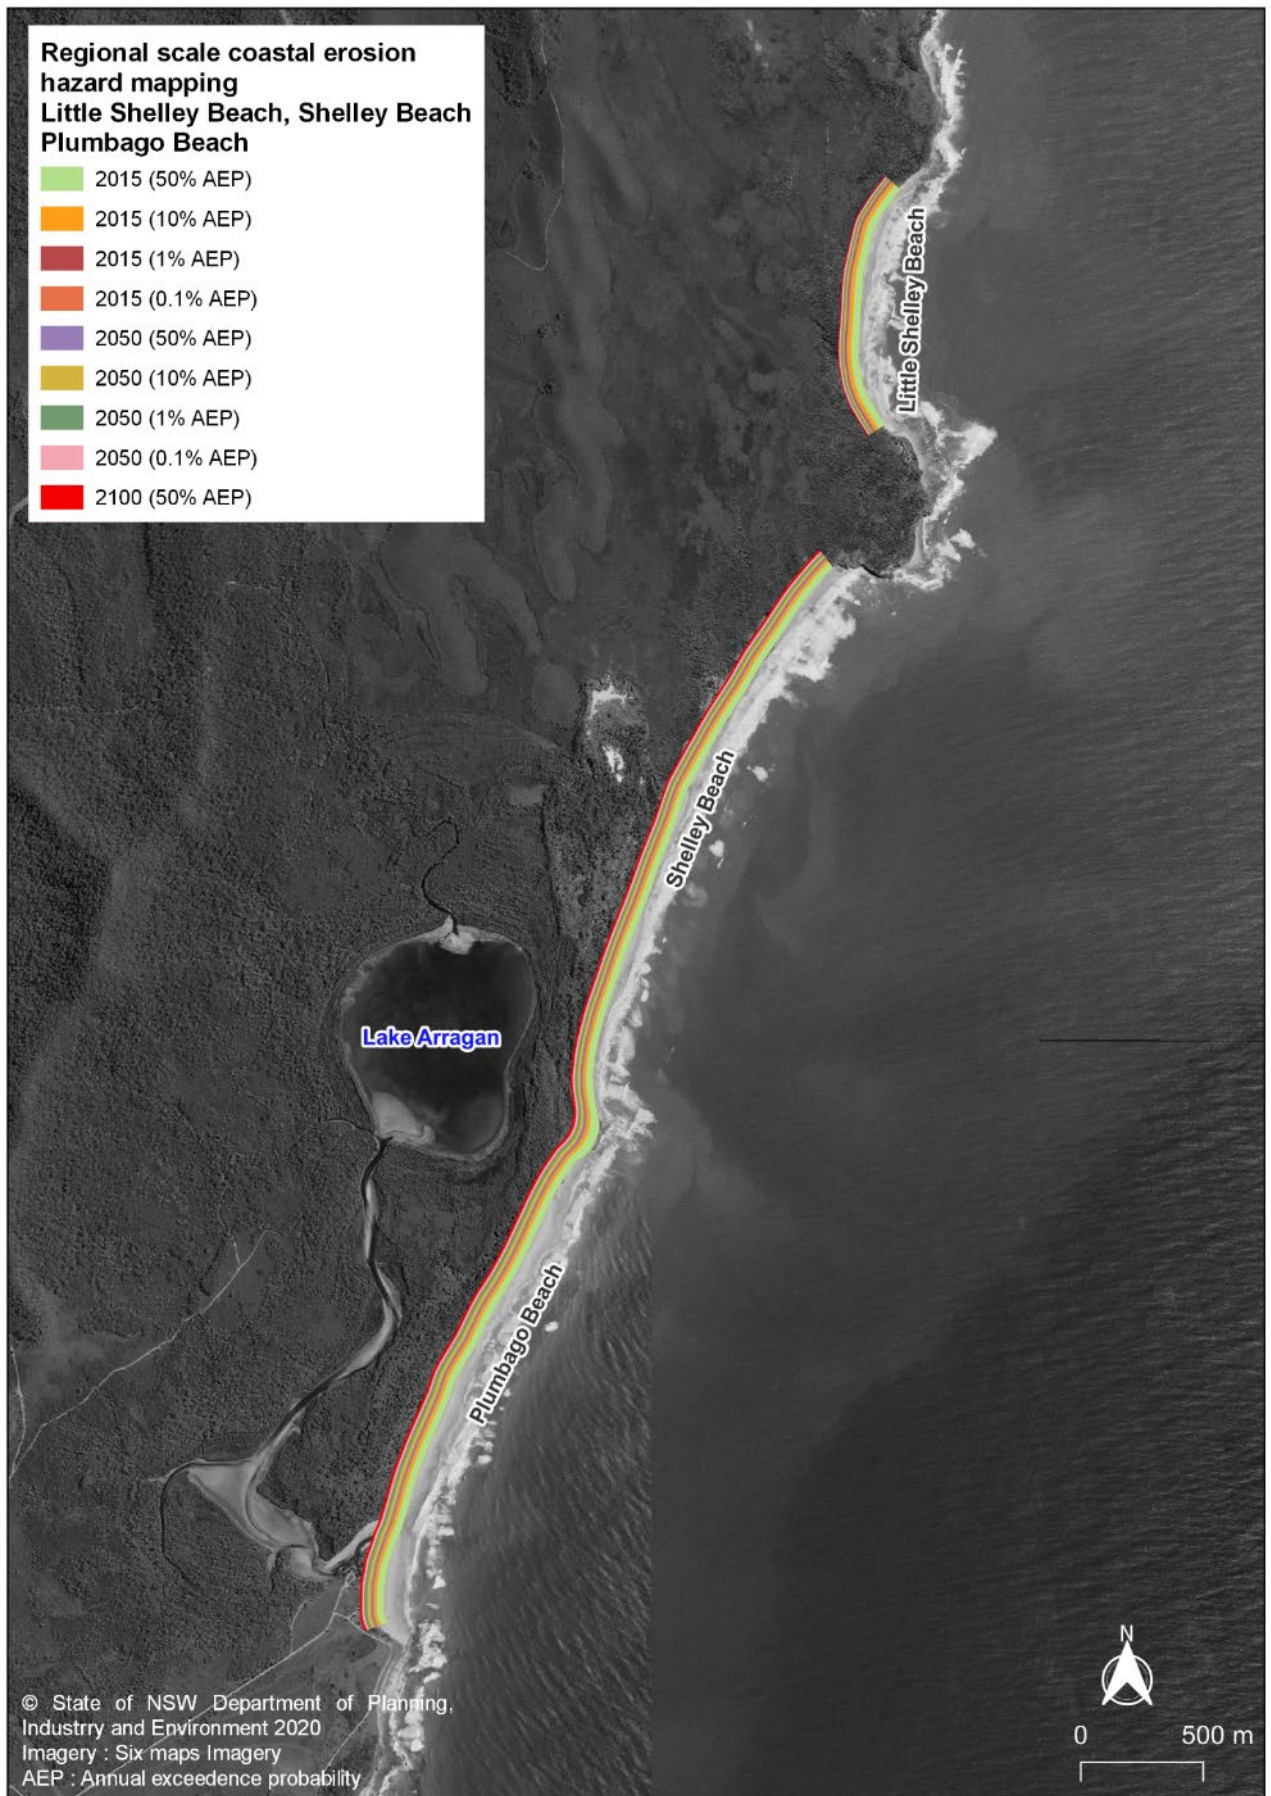 Regional scale coastal erosion
hazard mapping
Little Shelley Beach, Shelley Beach
Plumbago Beach
2015 (50% AEP)
2015 (10% AEP)
2015 (1% AEP)
2015 (0.1% AEP)
2050 (50% AEP)
2050 (10% AEP)
2050 (1% AEP)
2050 (0.1% AEP)
2100 (50% AEP)
Little Shelley Beach
Shelley Beach
Lake Arragan
Plumbago Beach
© State of NSW Department of Planning,
Industrry and Environment 2020
Imagery : Six maps Imagery
AEP : Annual exceedence probability
N
0 500 m